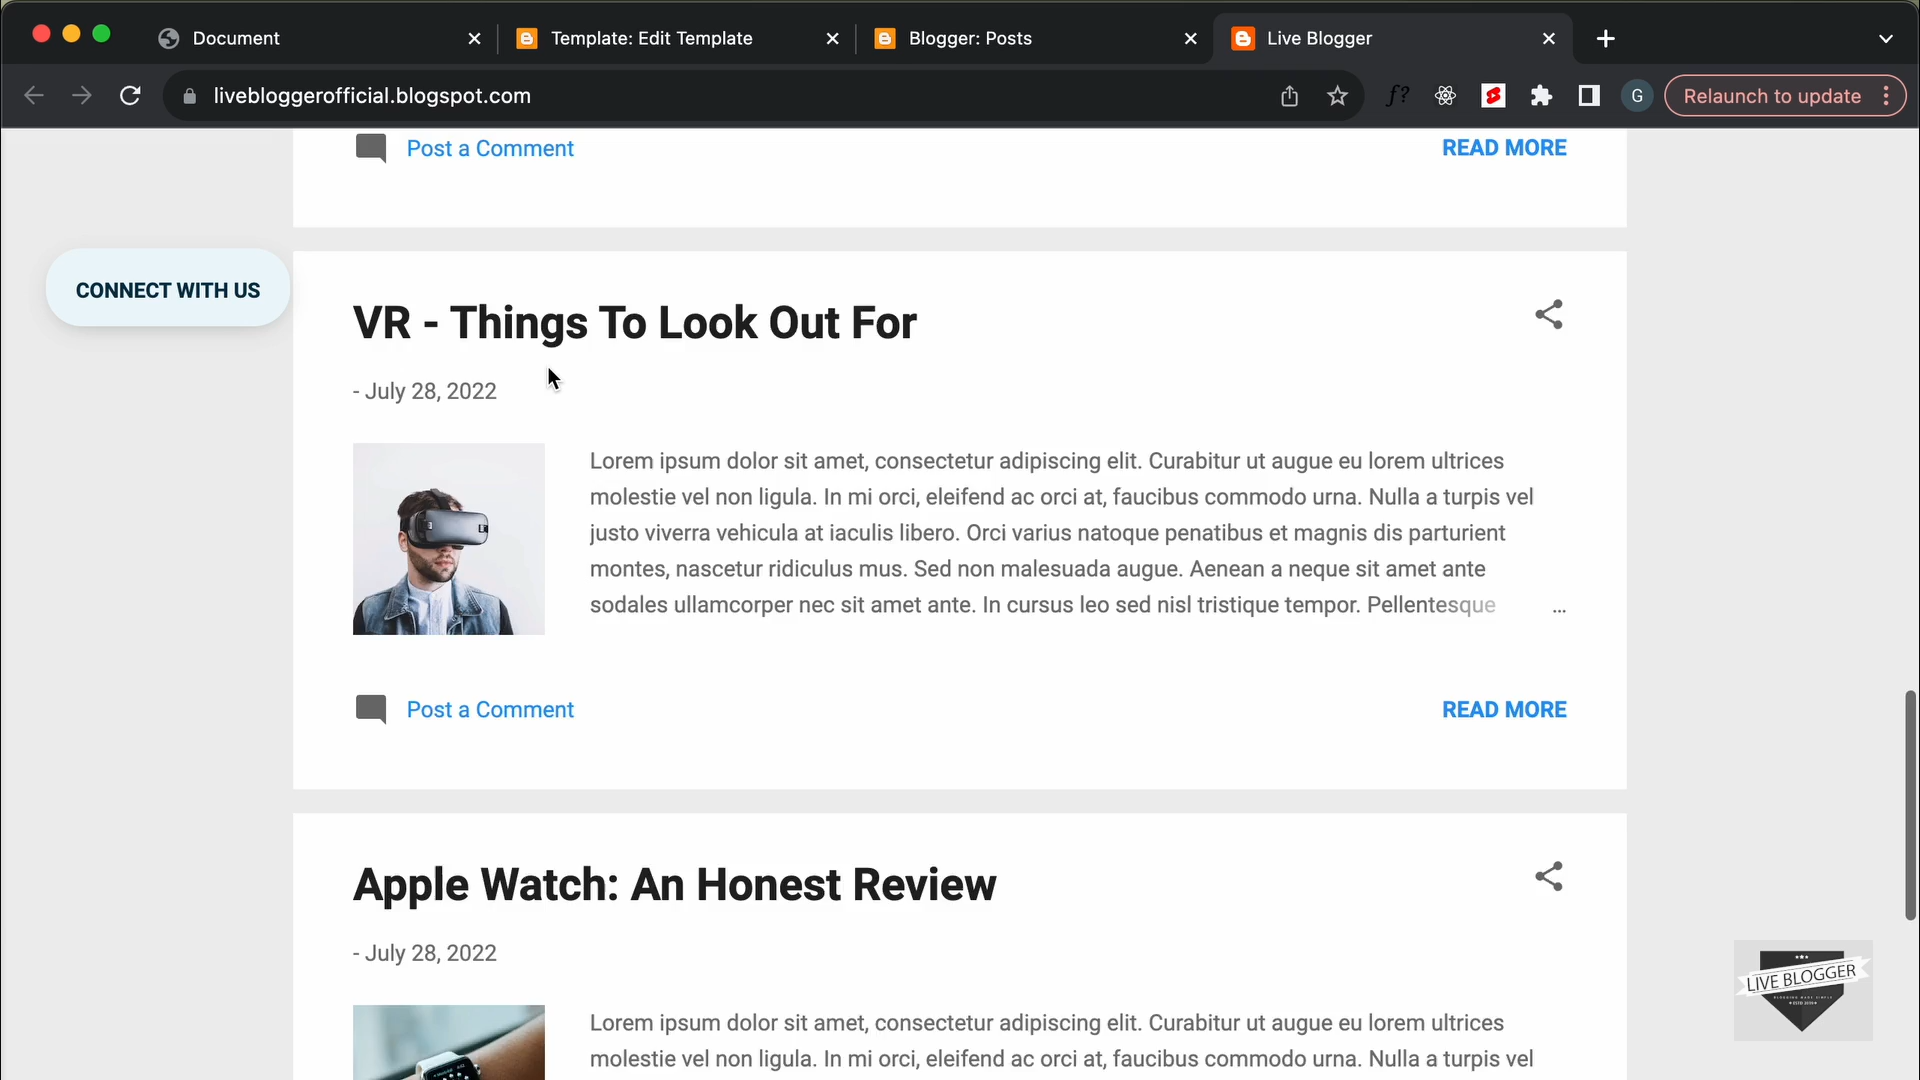 Document
Template: Edit Template
Blogger: Posts
Live Blogger
livebloggerofficial.blogspot.com
f?
G
Relaunch to update
Post a Comment
READ MORE
CONNECT WITH US
VR - Things To Look Out For
- July 28, 2022
Lorem ipsum dolor sit amet, consectetur adipiscing elit. Curabitur ut augue eu lorem ultrices
molestie vel non ligula. In mi orci, eleifend ac orci at, faucibus commodo urna. Nulla a turpis vel
justo viverra vehicula at iaculis libero. Orci varius natoque penatibus et magnis dis parturient
montes, nascetur ridiculus mus. Sed non malesuada augue. Aenean a neque sit amet ante
sodales ullamcorper nec sit amet ante. In cursus leo sed nisl tristique tempor. Pellentesque ...
Post a Comment
READ MORE
Apple Watch: An Honest Review
- July 28, 2022
Lorem ipsum dolor sit amet, consectetur adipiscing elit. Curabitur ut augue eu lorem ultrices
molestie vel non ligula. In mi orci, eleifend ac orci at, faucibus commodo urna. Nulla a turpis vel
LIVE BLOGGER